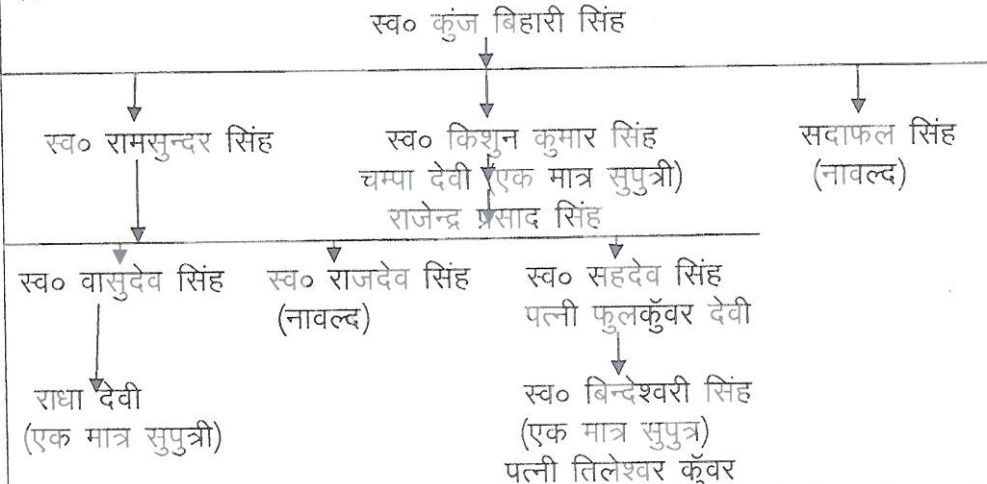 स्व० कुंज बिहारी सिंह
स्व० रामसुन्दर सिंह
स्व० किशुन कुमार सिंह
चम्पा देवी (एक मात्र सुपुत्री)
राजेन्द्र प्रसाद सिंह
सदाफल सिंह
(नावल्द)
स्व० वासुदेव सिंह
स्व० राजदेव सिंह
(नावल्द)
स्व० सहदेव सिंह
पत्नी फुलकॅुवर देवी
राधा देवी
(एक मात्र सुपुत्री)
स्व० बिन्देश्वरी सिंह
(एक मात्र सुपुत्र)
पत्नी तिलेश्वर कॅुवर